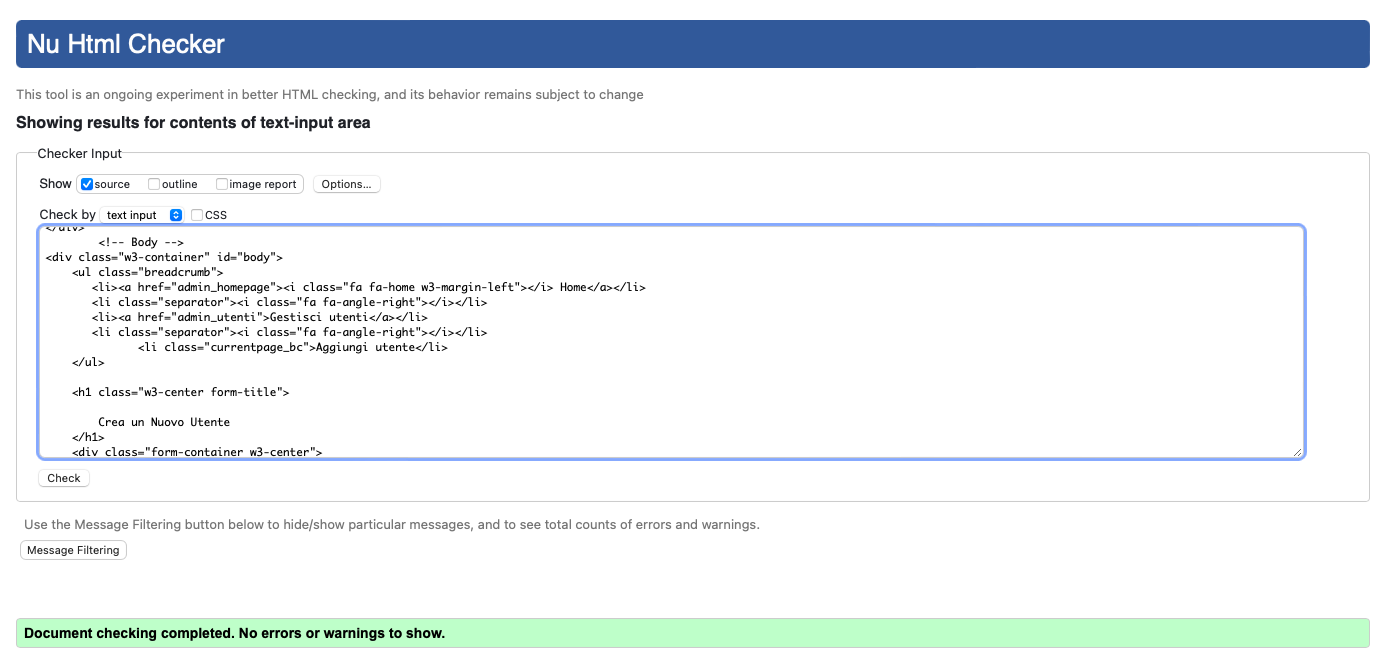 Nu Html Checker
This tool is an ongoing experiment in better HTML checking, and its behavior remains subject to change
Showing results for contents of text-input area
Checker Input
Show source outline image report Options...
Check by text input CSS
</div>
<!-- Body -->
<div class="w3-container" id="body">
<ul class="breadcrumb">
<li><a href="admin_homepage"><i class="fa fa-home w3-margin-left"></i> Home</a></li>
<li class="separator"><i class="fa fa-angle-right"></i></li>
<li><a href="admin_utenti">Gestisci utenti</a></li>
<li class="separator"><i class="fa fa-angle-right"></i></li>
<li class="currentpage_bc">Aggiungi utente</li>
</ul>
<h1 class="w3-center form-title">
Crea un Nuovo Utente
</h1>
<div class="form-container w3-center">
Check
Use the Message Filtering button below to hide/show particular messages, and to see total counts of errors and warnings.
Message Filtering
Document checking completed. No errors or warnings to show.